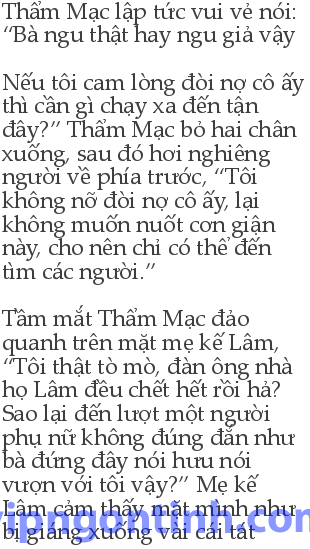 Thẩm Mạc lập tức vui vẻ nói:
“Bà ngu thật hay ngu giả vậy

Nếu tôi cam lòng đòi nợ cô ấy
thì cần gì chạy xa đến tận
đây?” Thẩm Mạc bỏ hai chân
xuống, sau đó hơi nghiêng
người về phía trước, “Tôi
không nỡ đòi nợ cô ấy, lại
không muốn nuốt cơn giận
này, cho nên chỉ có thể đến
tìm các người.”

Tầm mắt Thẩm Mạc đảo
quanh trên mặt mẹ kế Lâm,
“Tôi thật tò mò, đàn ông nhà
họ Lâm đều chết hết rồi hả?
Sao lại đến lượt một người
phụ nữ không đúng đắn như
bà đứng đây nói hưu nói
vượn với tôi vậy?” Mẹ kế
Lâm cảm thấy mặt mình như
bị giáng xuống vài cái tát
vipngontinh.com